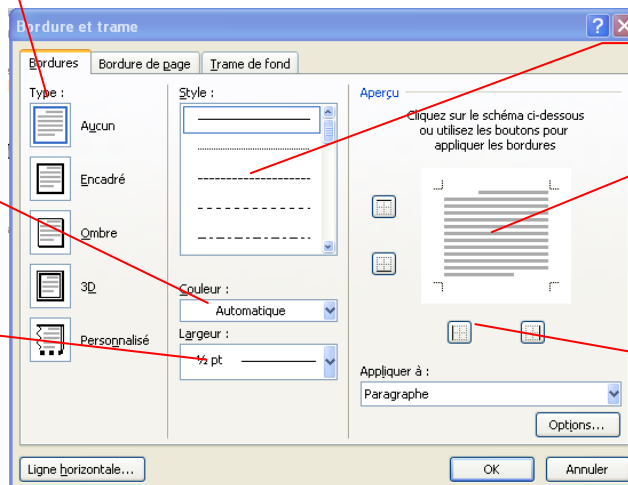 Bordure et trame
Bordures
Bordure de page
Trame de fond
Type :
Aucun
Encadré
Ombre
3D
Personnalisé
Style :
Couleur :
Automatique
Largeur :
½ pt
Aperçu
Cliquez sur le schéma ci-dessous
ou utilisez les boutons pour
appliquer les bordures
Appliquer à :
Paragraphe
Options...
Ligne horizontale...
OK
Annuler